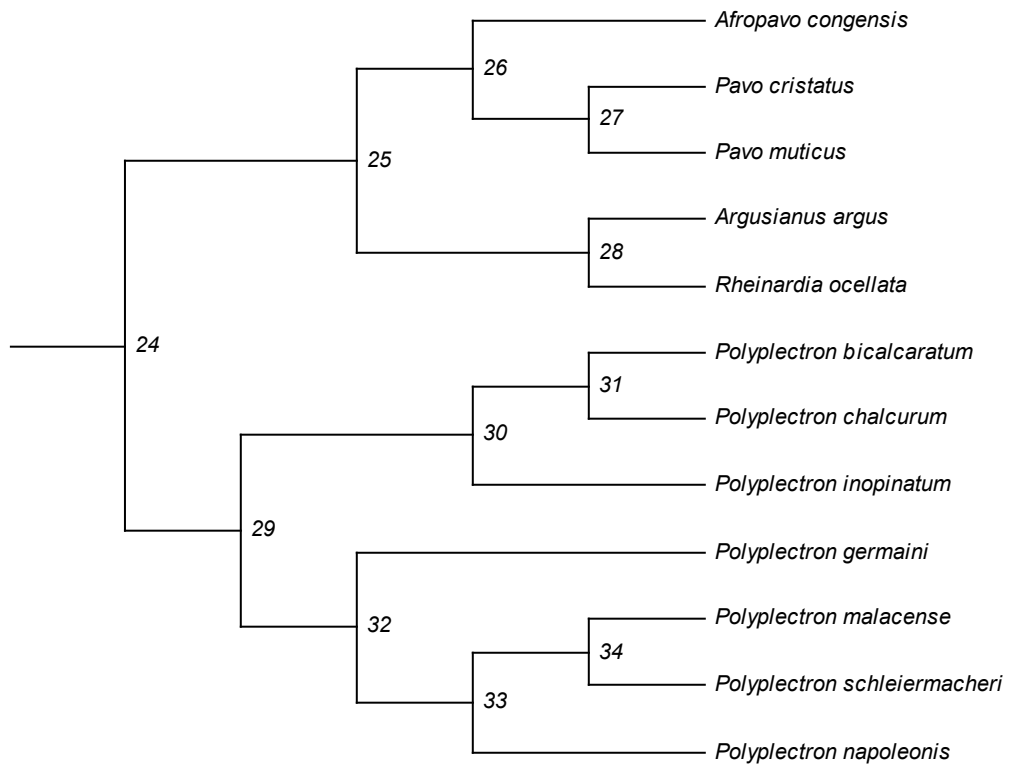 Afropavo congensis
26
Pavo cristatus
27
Pavo muticus
25
Argusianus argus
28
Rheinardia ocellata
24
Polyplectron bicalcaratum
31
Polyplectron chalcurum
30
Polyplectron inopinatum
29
Polyplectron germaini
Polyplectron malacense
32
34
Polyplectron schleiermacheri
33
Polyplectron napoleonis